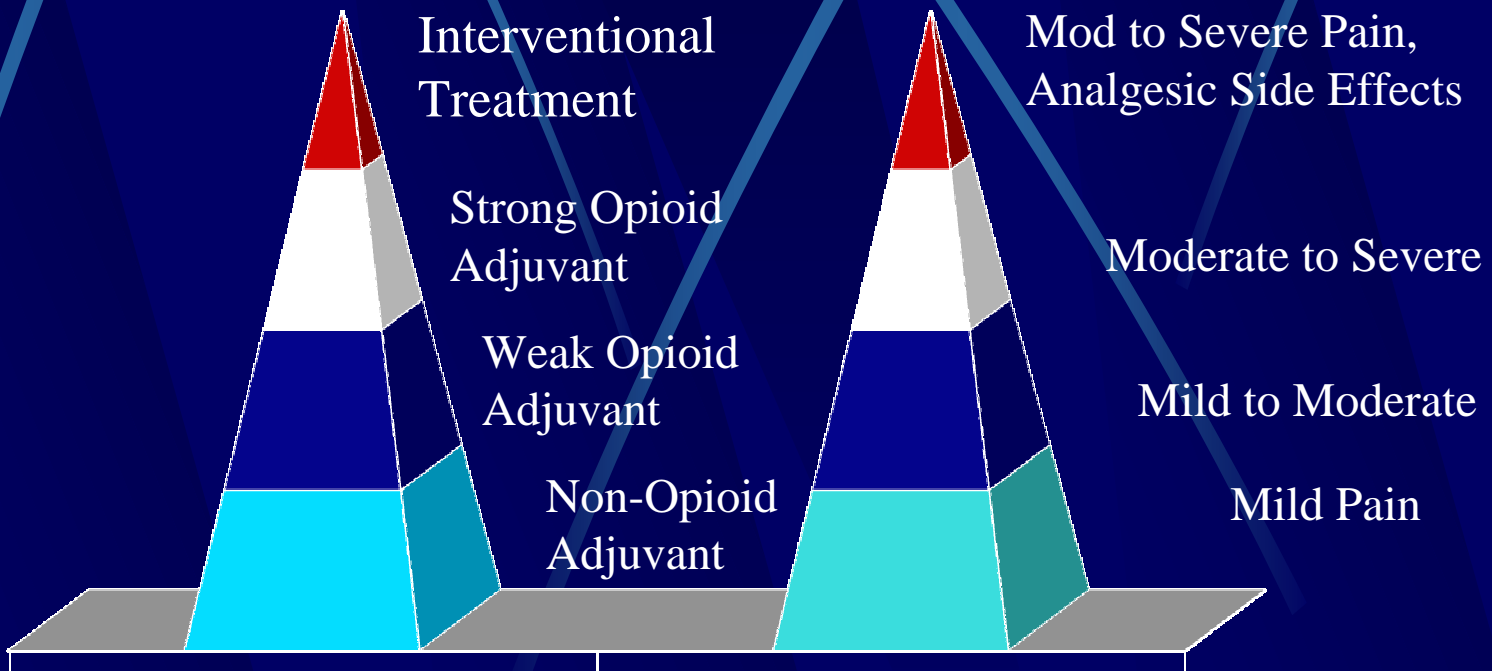 Interventional
Treatment
Mod to Severe Pain,
Analgesic Side Effects
Strong Opioid
Adjuvant
Moderate to Severe
Weak Opioid
Adjuvant
Mild to Moderate
Non-Opioid
Adjuvant
Mild Pain